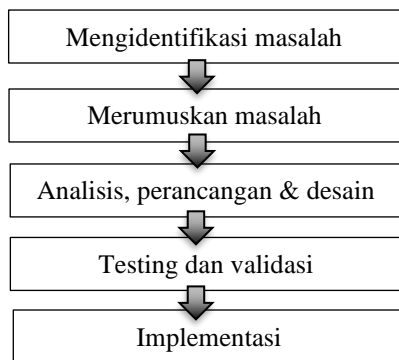 Mengidentifikasi masalah
Merumuskan masalah
Analisis, perancangan & desain
Testing dan validasi
Implementasi